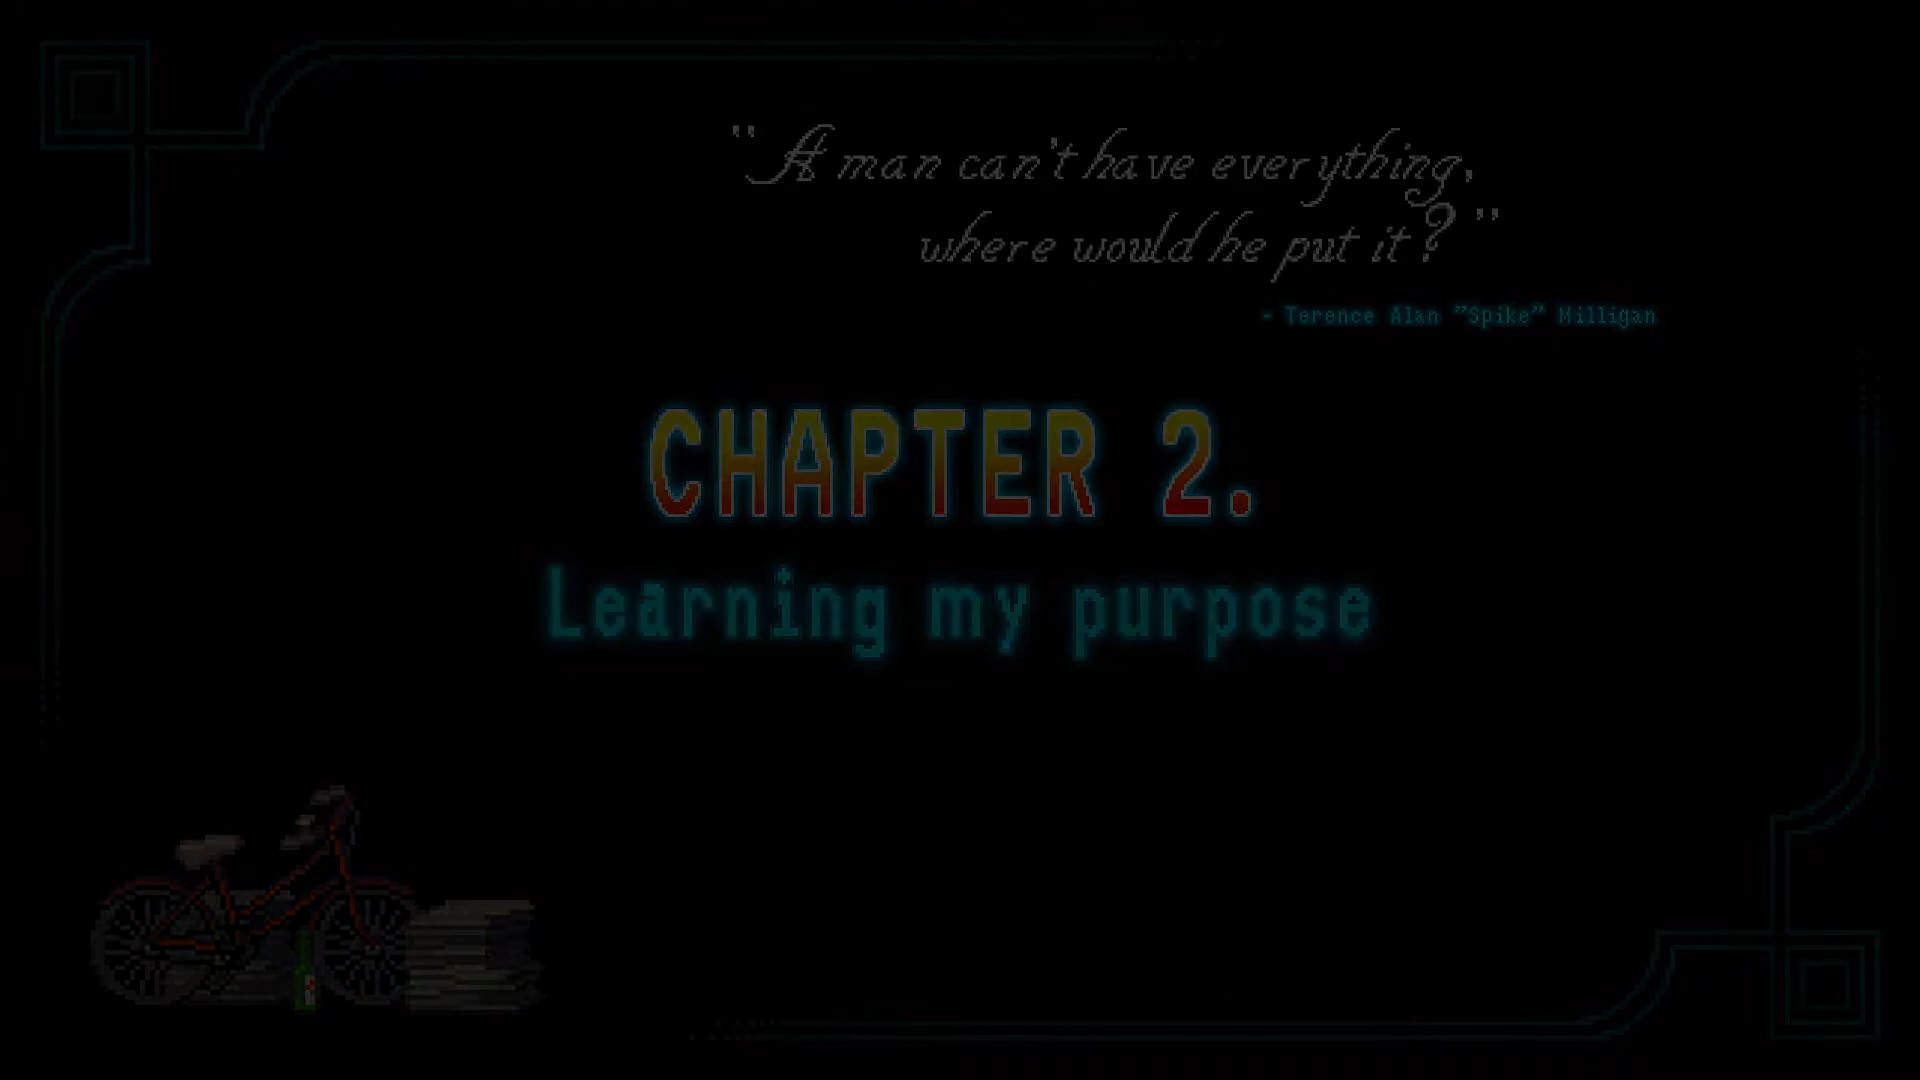 "A man can't have everything,
where would he put it?"
- Terence Alan "Spike" Milligan
CHAPTER 2.
Learning my purpose